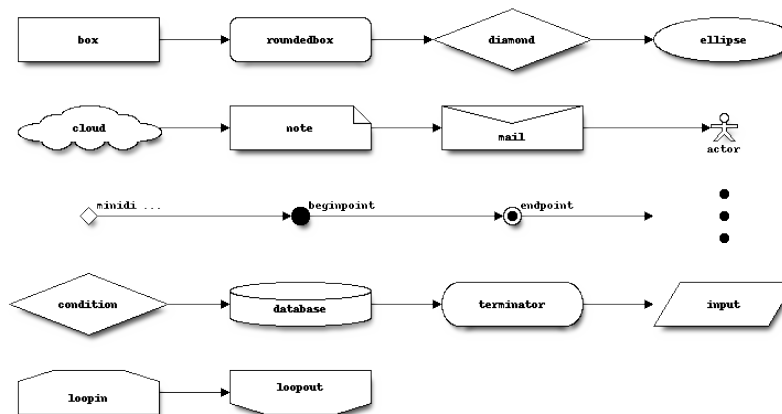 box
roundedbox
diamond
ellipse
cloud
note
mail
actor
minidi ...
beginpoint
endpoint
condition
database
terminator
input
loopin
loopout